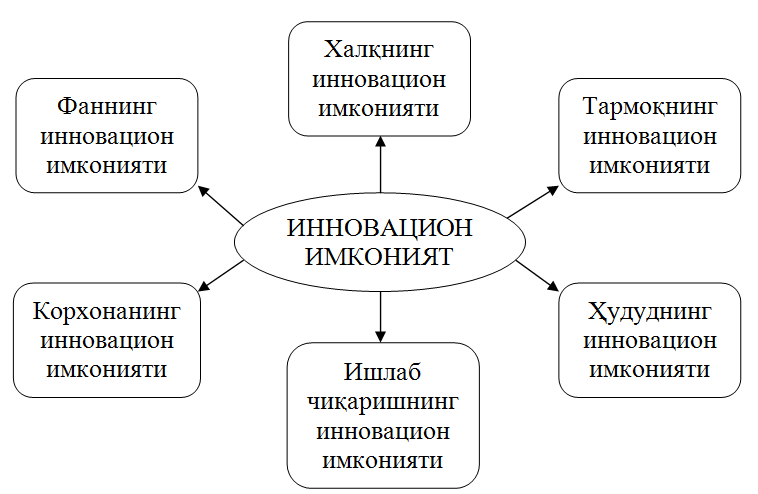 Халқнинг
инновацион
имконияти
Фаннинг
инновацион
имконияти
Тармоқнинг
инновацион
имконияти
ИННОВАЦИОН
ИМКОНИЯТ
Корхонанинг
инновацион
имконияти
Ҳудуднинг
инновацион
имконияти
Ишлаб
чиқаришнинг
инновацион
имконияти